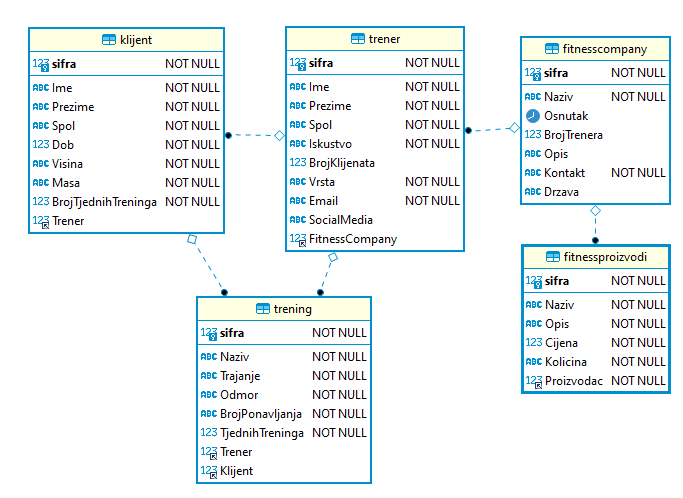 klijent
123 sifra NOT NULL
ABC Ime NOT NULL
ABC Prezime NOT NULL
ABC Spol NOT NULL
123 Dob NOT NULL
ABC Visina NOT NULL
ABC Masa NOT NULL
123 BrojTjednihTreninga NOT NULL
123 Trener
trener
123 sifra NOT NULL
ABC Ime NOT NULL
ABC Prezime NOT NULL
ABC Spol NOT NULL
ABC Iskustvo NOT NULL
123 BrojKlijenata
ABC Vrsta NOT NULL
ABC Email NOT NULL
ABC SocialMedia
123 FitnessCompany
fitnesscompany
123 sifra NOT NULL
ABC Naziv NOT NULL
Osnutak
123 BrojTrenera
ABC Opis
ABC Kontakt NOT NULL
ABC Drzava
fitnessproizvodi
123 sifra NOT NULL
ABC Naziv NOT NULL
ABC Opis NOT NULL
123 Cijena NOT NULL
ABC Kolicina NOT NULL
123 Proizvodac NOT NULL
trening
123 sifra NOT NULL
ABC Naziv NOT NULL
ABC Trajanje NOT NULL
ABC Odmor NOT NULL
ABC BrojPonavljanja NOT NULL
123 TjednihTreninga NOT NULL
123 Trener
123 Klijent